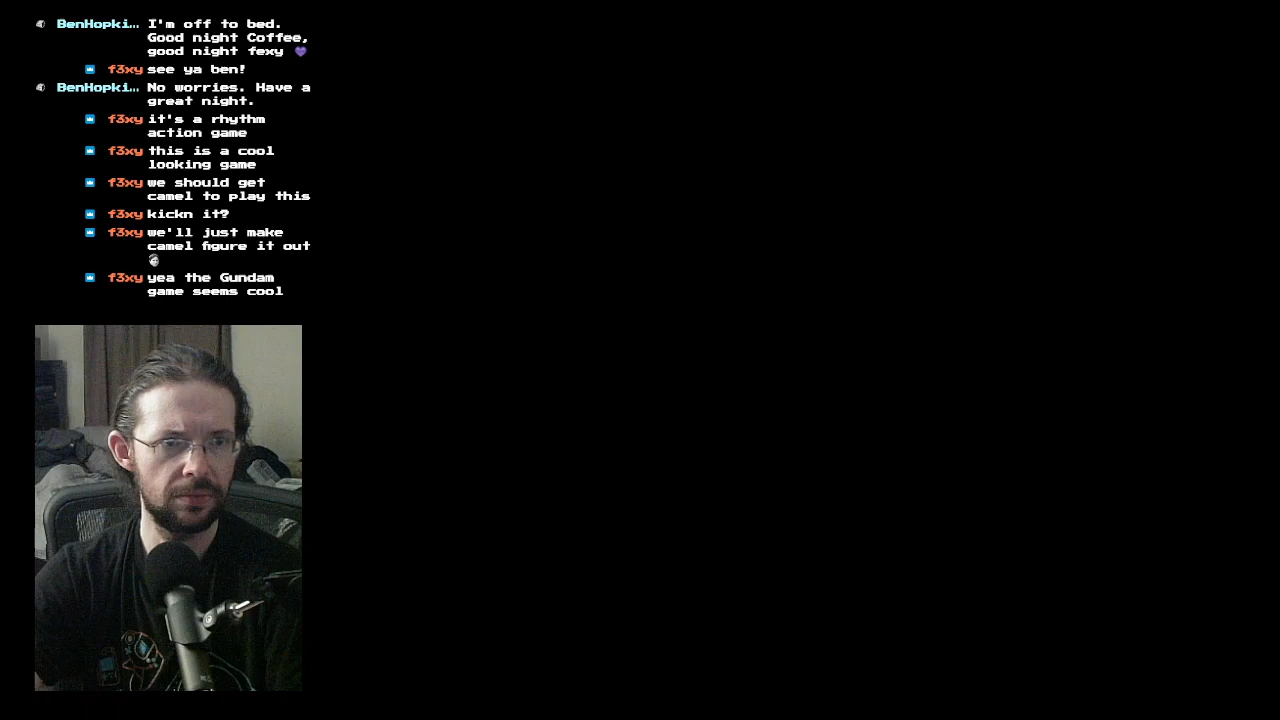 BenHopki… I'm off to bed.
Good night Coffee,
good night fexy
f3xy see ya ben!
BenHopki… No worries. Have a
great night.
f3xy it's a rhythm
action game
f3xy this is a cool
looking game
f3xy we should get
camel to play this
f3xy kickn it?
f3xy we'll just make
camel figure it out
f3xy yea the Gundam
game seems cool